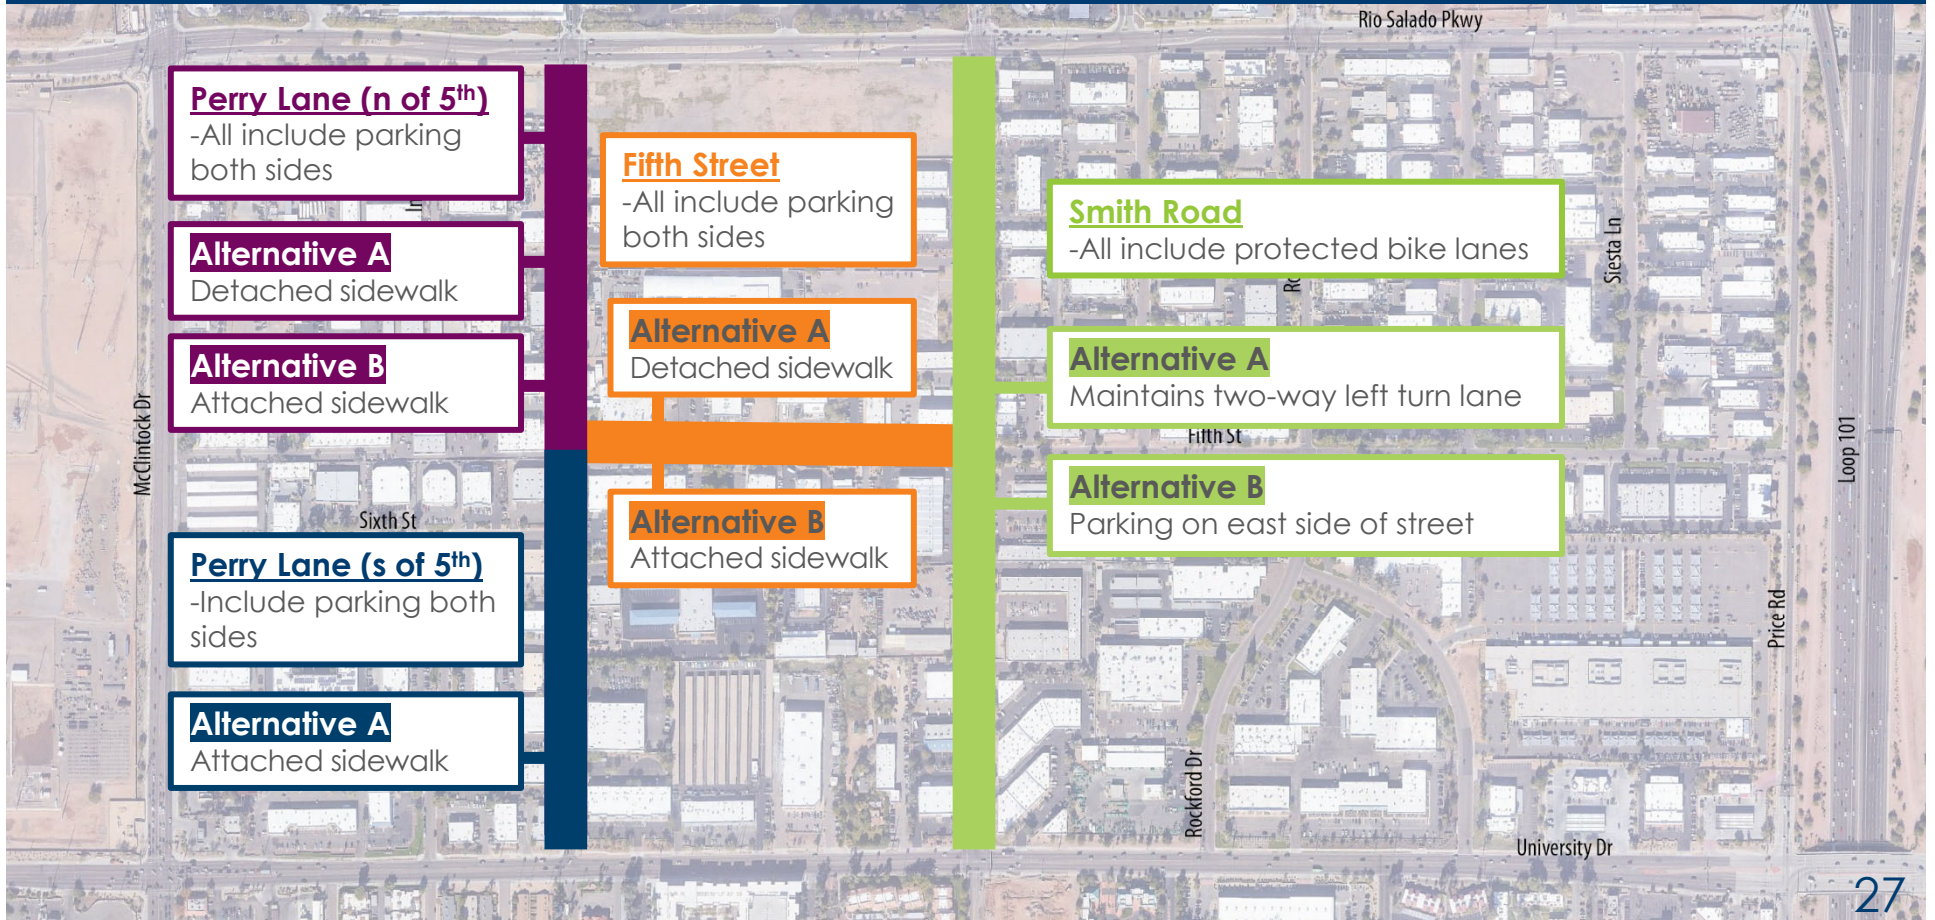 Rio Salado Pkwy
Perry Lane (n of 5th)
-All include parking
both sides
Alternative A
Detached sidewalk
Alternative B
Attached sidewalk
Fifth Street
-All include parking
both sides
Alternative A
Detached sidewalk
Alternative B
Attached sidewalk
Smith Road
-All include protected bike lanes
Alternative A
Maintains two-way left turn lane
Fifth St
Alternative B
Parking on east side of street
Siesta Ln
McClintock Dr
Loop 101
Sixth St
Perry Lane (s of 5th)
-Include parking both
sides
Alternative A
Attached sidewalk
Price Rd
Rockford Dr
University Dr
27